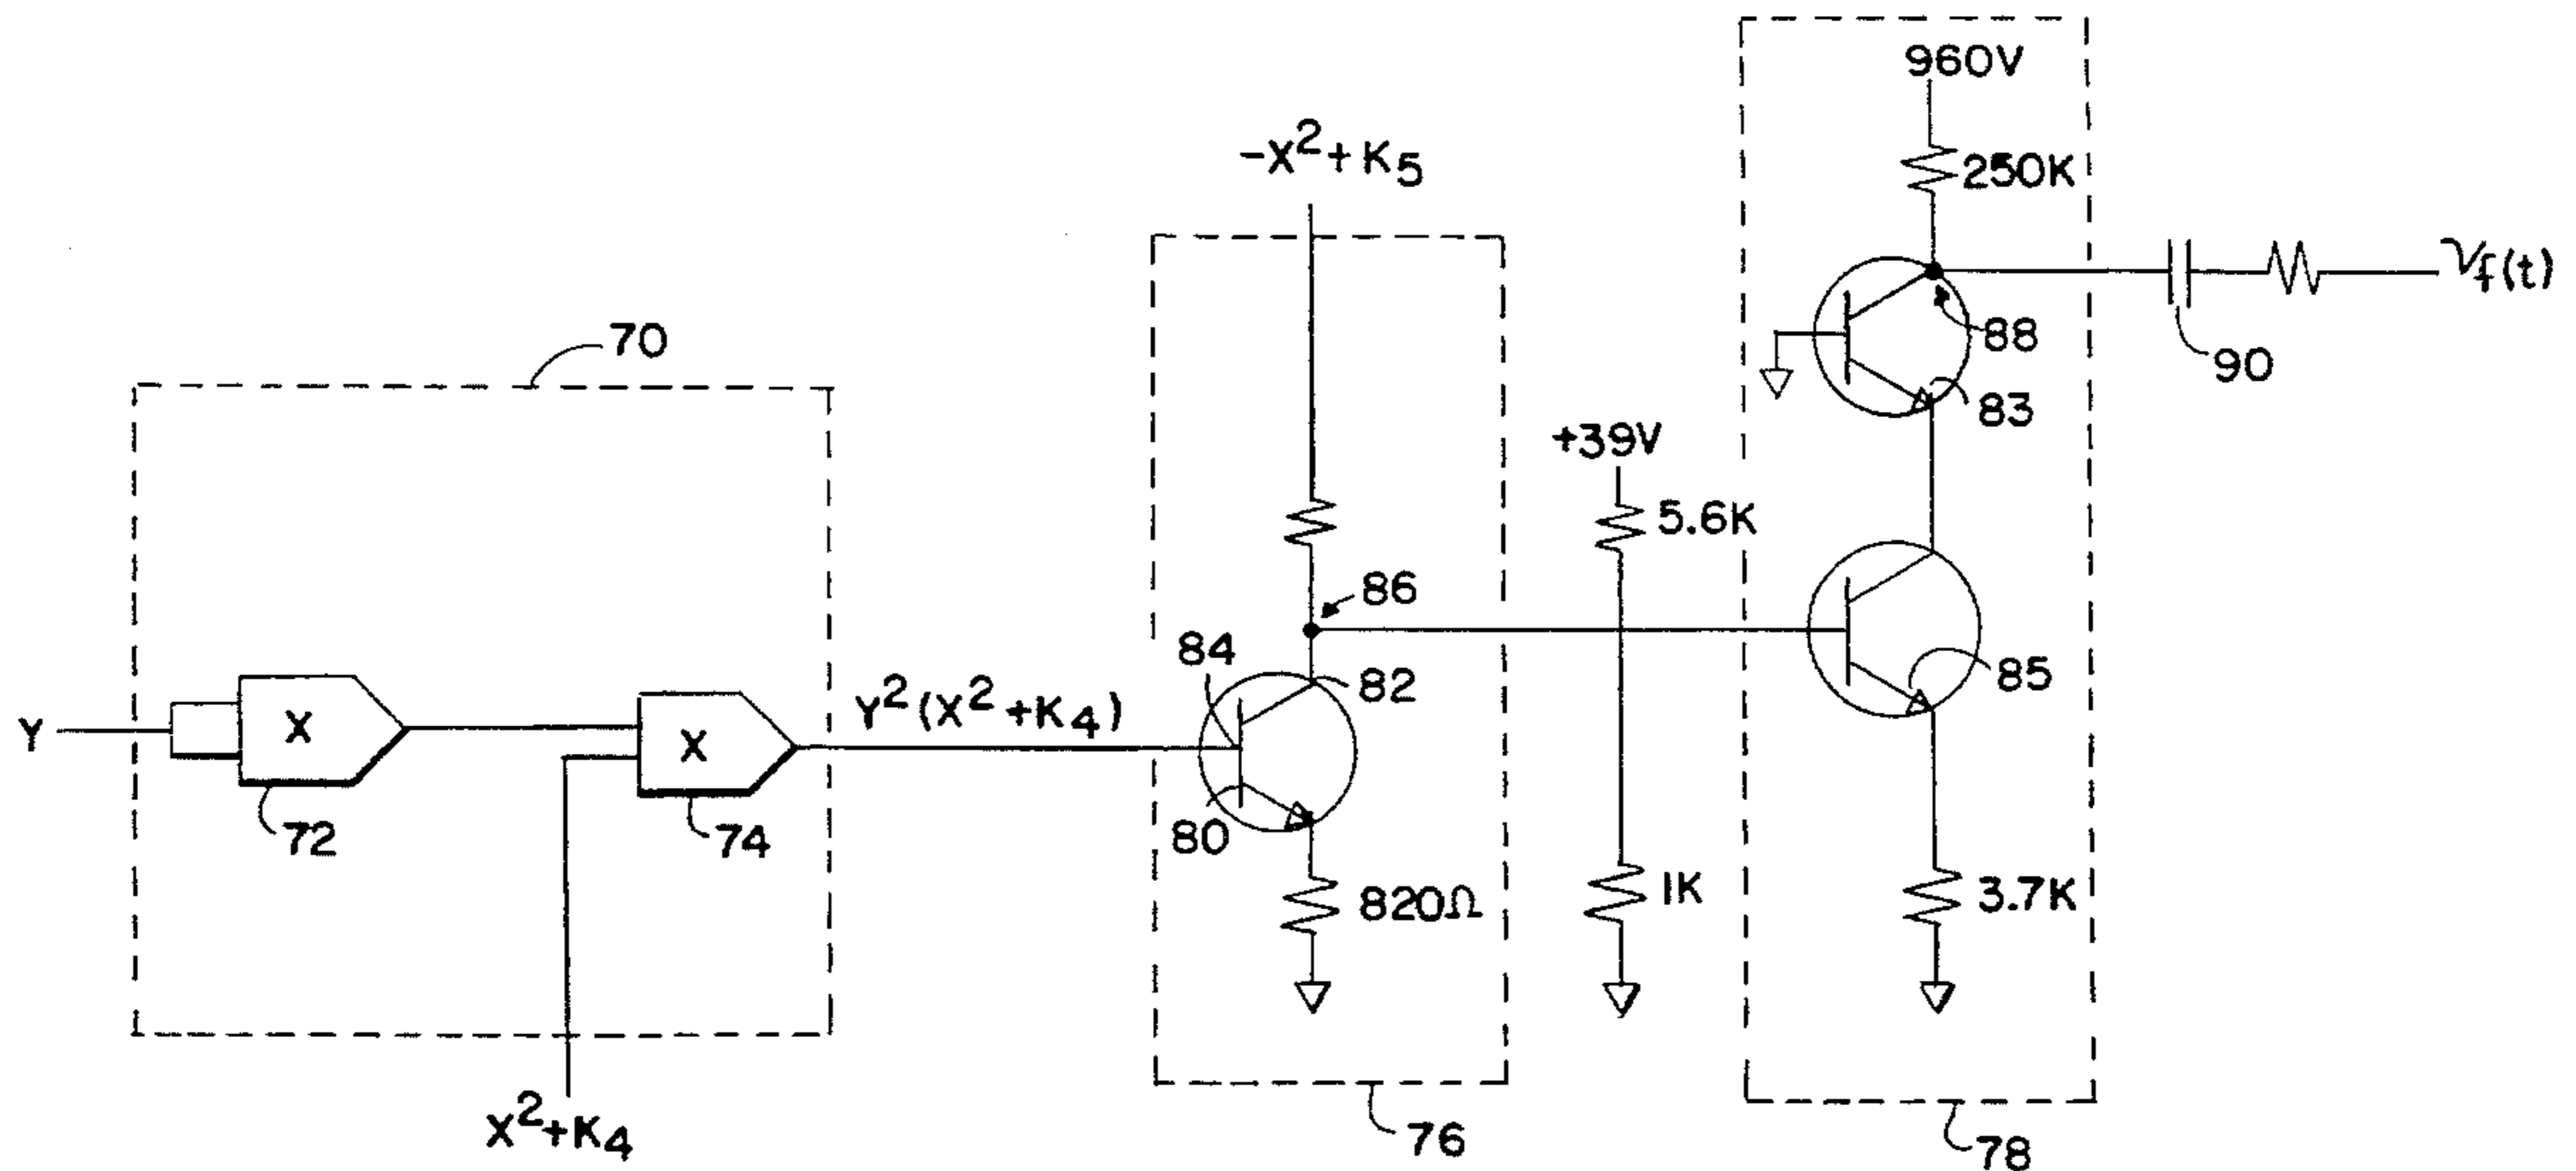 960V
250K
-X²+K₅
𝓋f(t)
88
90
83
70
+39V
5.6K
86
84
82
85
Y
X
X
Y²(X²+K₄)
72
74
80
820Ω
1K
3.7K
X²+K₄
76
78